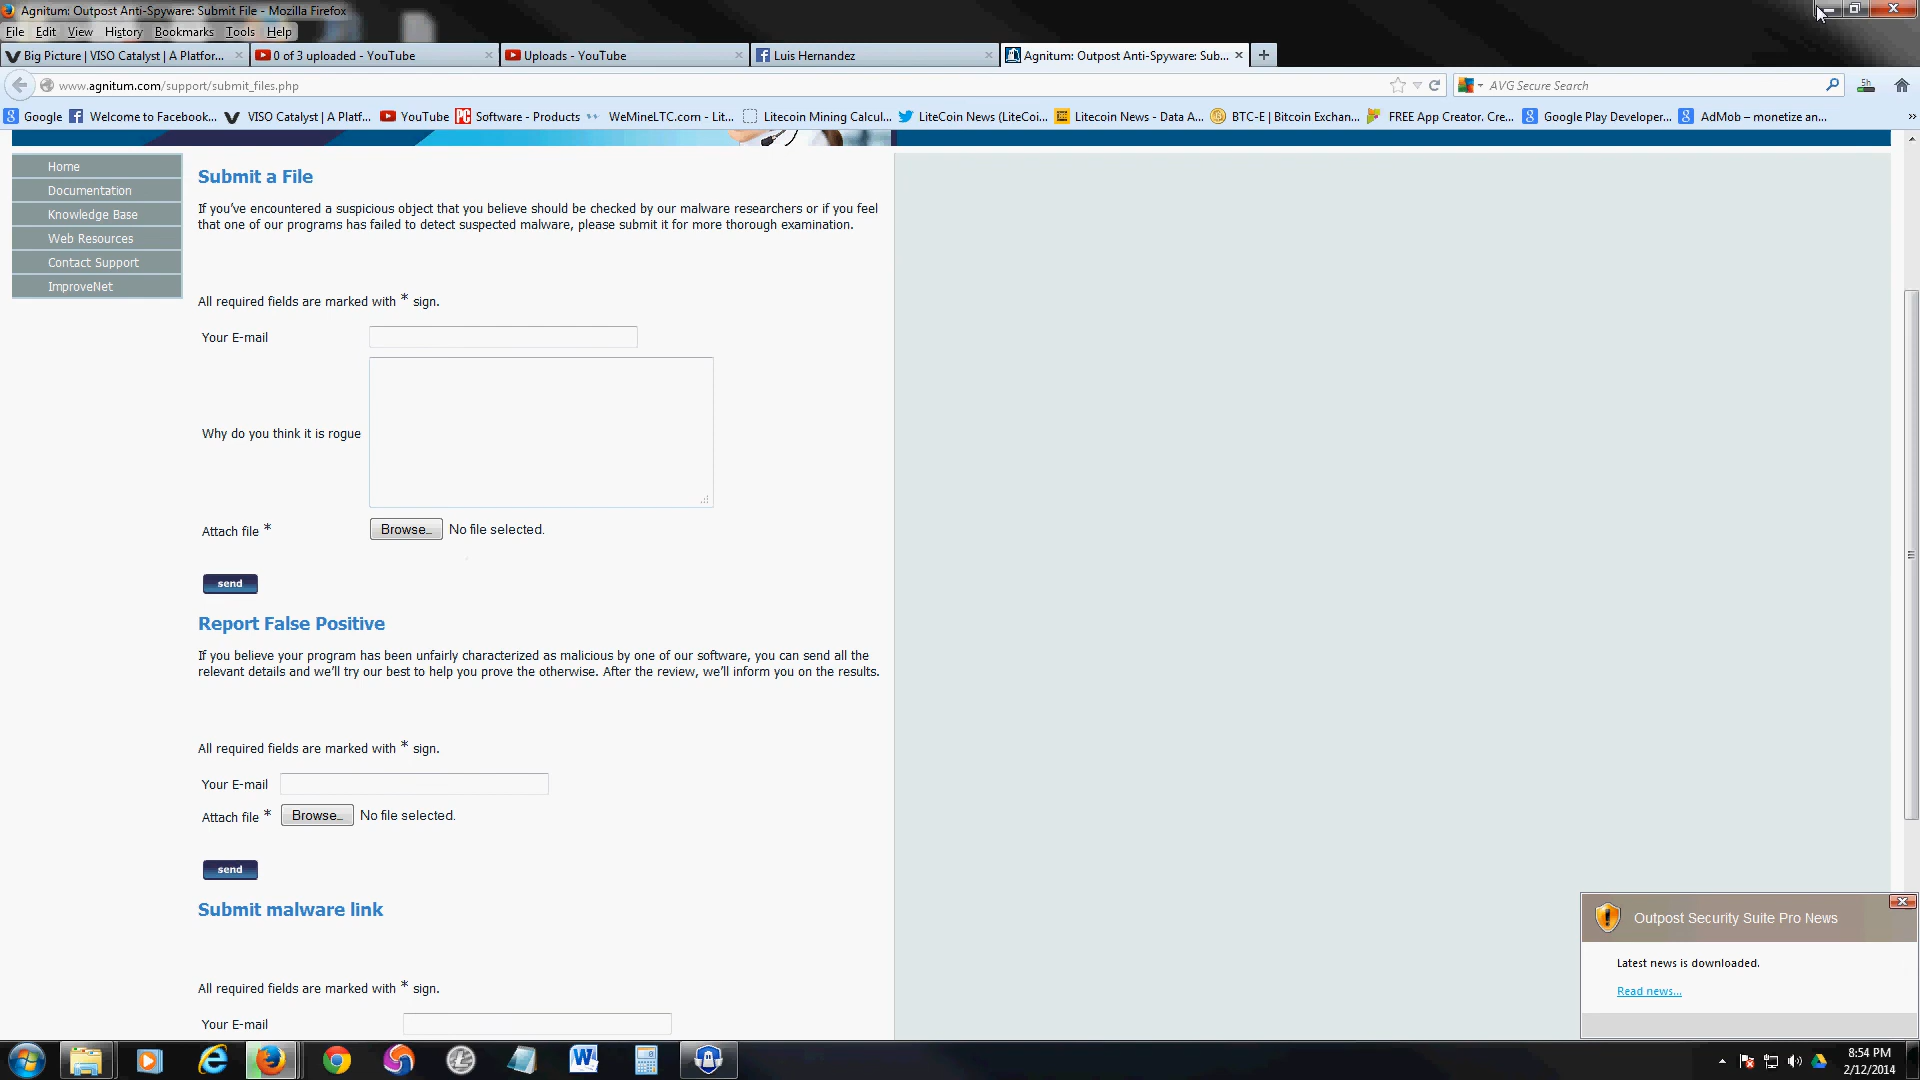 Agnitum: Outpost Anti-Spyware: Submit File - Mozilla Firefox
File Edit View History Bookmarks Tools Help
Big Picture | VISO Catalyst | A Platfor... 0 of 3 uploaded - YouTube Uploads - YouTube Luis Hernandez Agnitum: Outpost Anti-Spyware: Sub...
www.agnitum.com/support/submit_files.php AVG Secure Search
Google Welcome to Facebook... VISO Catalyst | A Platf... YouTube Software - Products WeMineLTC.com - Lit... Litecoin Mining Calcul... LiteCoin News (LiteCoi... Litecoin News - Data A... BTC-E | Bitcoin Exchan... FREE App Creator. Cre... Google Play Developer... AdMob – monetize an...
Home
Documentation
Knowledge Base
Web Resources
Contact Support
ImproveNet
Submit a File
If you've encountered a suspicious object that you believe should be checked by our malware researchers or if you feel
that one of our programs has failed to detect suspected malware, please submit it for more thorough examination.
All required fields are marked with * sign.
Your E-mail
Why do you think it is rogue
Attach file * Browse... No file selected.
send
Report False Positive
If you believe your program has been unfairly characterized as malicious by one of our software, you can send all the
relevant details and we'll try our best to help you prove the otherwise. After the review, we'll inform you on the results.
All required fields are marked with * sign.
Your E-mail
Attach file * Browse... No file selected.
send
Submit malware link
All required fields are marked with * sign.
Your E-mail
Outpost Security Suite Pro News
Latest news is downloaded.
Read news...
8:54 PM
2/12/2014